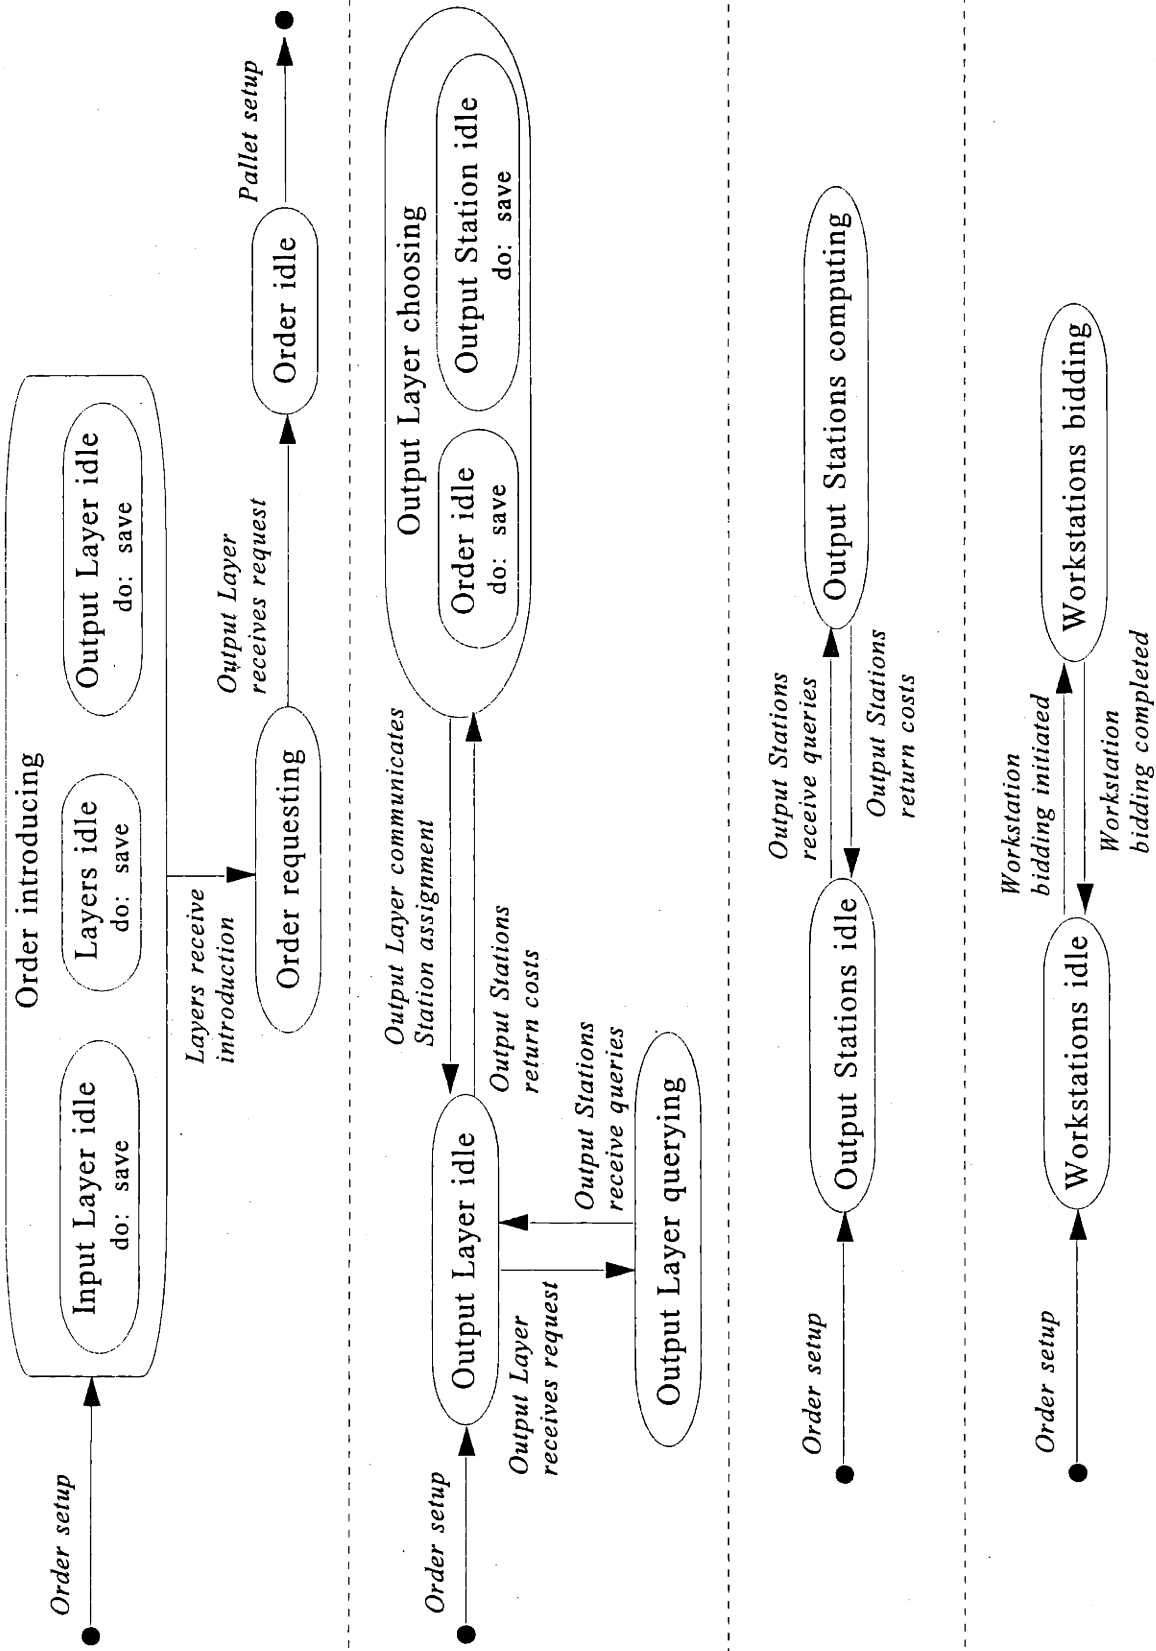 Order setup
Order introducing
Input Layer idle
do: save
Layers idle
do: save
Output Layer idle
do: save
Layers receive
introduction
Order requesting
Output Layer
receives request
Order idle
Pallet setup
Order setup
Output Layer idle
Output Layer
receives request
Output Stations
receive queries
Output Layer querying
Output Layer communicates
Station assignment
Output Stations
return costs
Output Layer choosing
Order idle
do: save
Output Station idle
do: save
Order setup
Output Stations idle
Output Stations
receive queries
Output Stations
return costs
Output Stations computing
Order setup
Workstations idle
Workstation
bidding initiated
Workstation
bidding completed
Workstations bidding